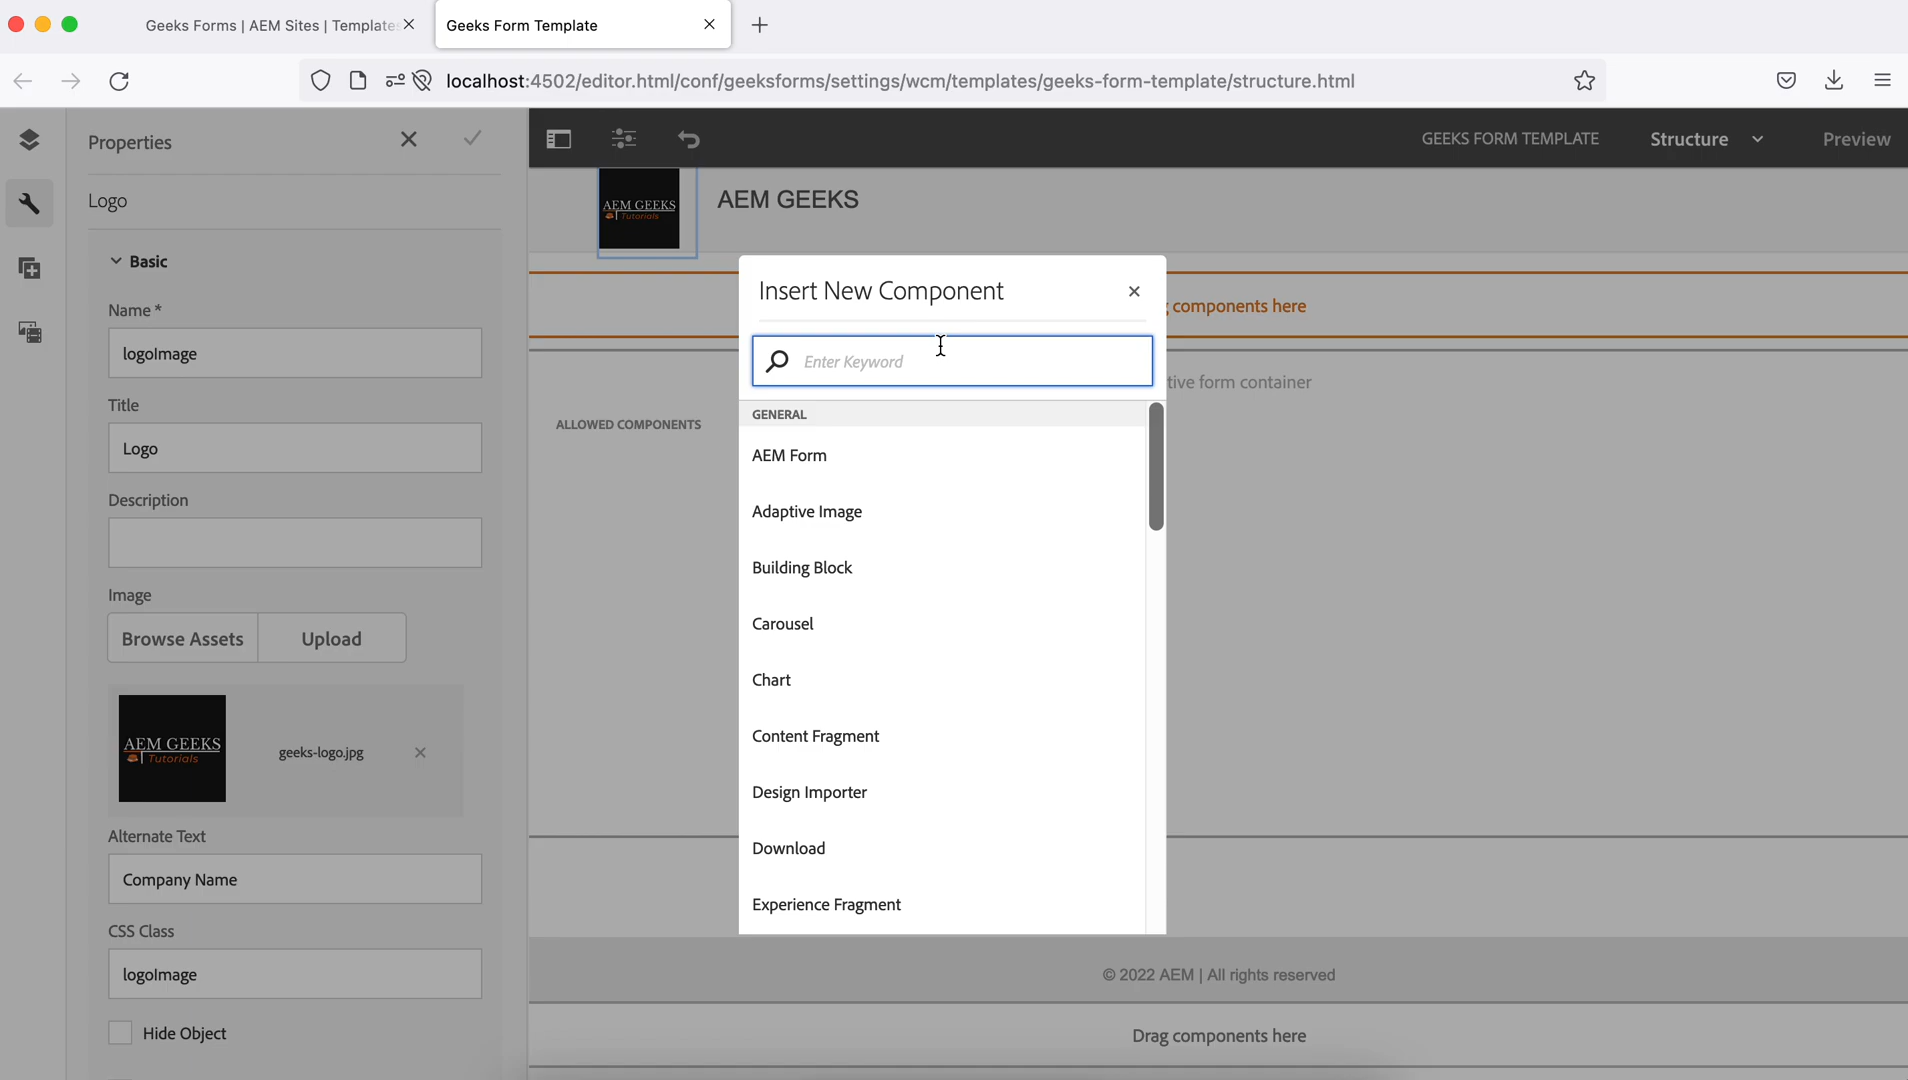 Geeks Forms | AEM Sites | Templates
Geeks Form Template
localhost:4502/editor.html/conf/geeksforms/settings/wcm/templates/geeks-form-template/structure.html
Properties
GEEKS FORM TEMPLATE
Structure
Preview
Logo
AEM GEEKS
Tutorials
AEM GEEKS
Basic
Name *
logoImage
Title
Logo
Description
Image
Browse Assets
Upload
AEM GEEKS
Tutorials
geeks-logo.jpg
Alternate Text
Company Name
CSS Class
logoImage
Hide Object
components here
tive form container
ALLOWED COMPONENTS
Insert New Component
Enter Keyword
GENERAL
AEM Form
Adaptive Image
Building Block
Carousel
Chart
Content Fragment
Design Importer
Download
Experience Fragment
© 2022 AEM | All rights reserved
Drag components here